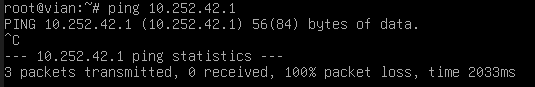 root@vian:~# ping 10.252.42.1
PING 10.252.42.1 (10.252.42.1) 56(84) bytes of data.
^C
--- 10.252.42.1 ping statistics ---
3 packets transmitted, 0 received, 100% packet loss, time 2033ms